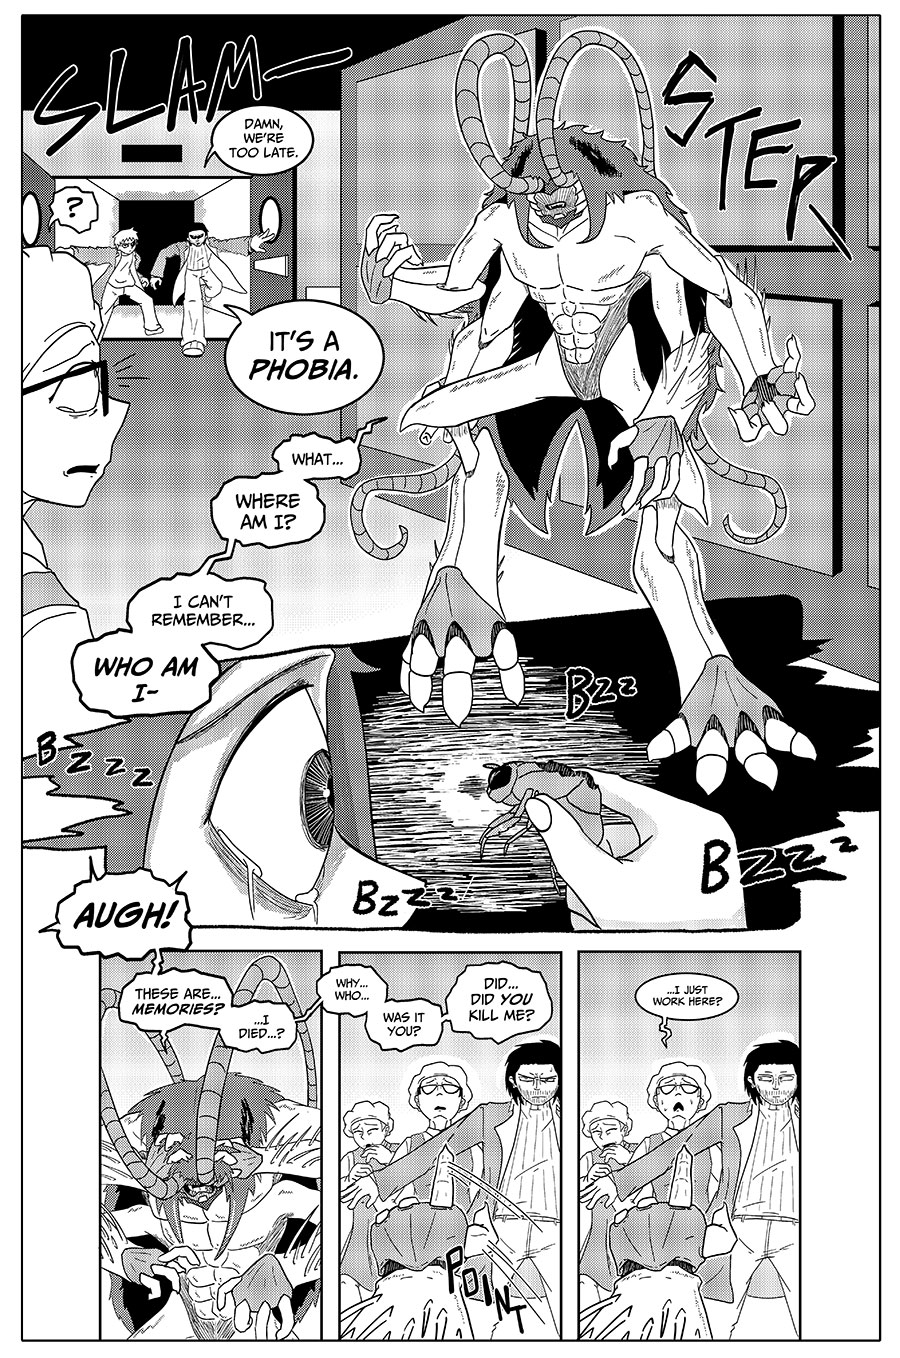 SLAM—
DAMN,
WE'RE
TOO LATE.
STEP
?
IT'S A
PHOBIA.
WHAT...
WHERE
AM I?
I CAN'T
REMEMBER...
WHO AM
I-
BZZZ
BZZZ
BZZZ
BZZZZ
AUGH!
THESE ARE...
MEMORIES?
...I
DIED...?
WHY...
WHO...
WAS IT
YOU?
DID...
DID YOU
KILL ME?
POINT
...I JUST
WORK HERE?